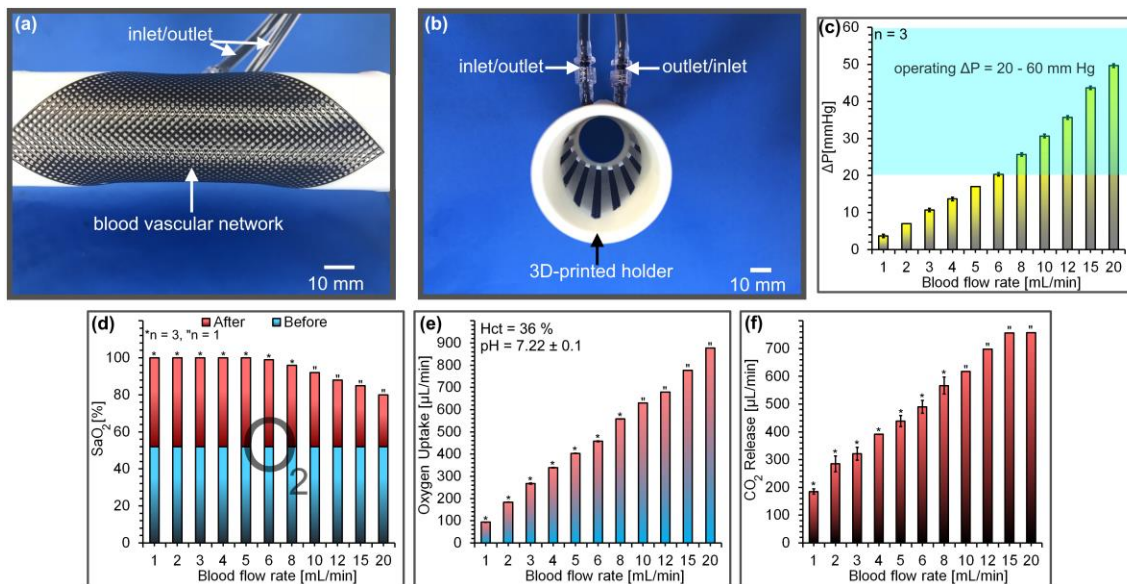 (a)
inlet/outlet
blood vascular network
10 mm
(b)
inlet/outlet
outlet/inlet
3D-printed holder
10 mm
(c)
n = 3
operating ΔP = 20 - 60 mm Hg
ΔP[mmHg]
60
50
40
30
20
10
0
1 2 3 4 5 6 8 10 12 15 20
Blood flow rate [mL/min]
(d)
After Before
*n = 3, "n = 1
SaO2[%]
100
80
60
40
20
0
* * * * * * * " " " "
O2
1 2 3 4 5 6 8 10 12 15 20
Blood flow rate [mL/min]
(e)
Hct = 36 %
pH = 7.22 ± 0.1
Oxygen Uptake [µL/min]
900
800
700
600
500
400
300
200
100
0
* * * * * * * " " " "
1 2 3 4 5 6 8 10 12 15 20
Blood flow rate [mL/min]
(f)
CO2 Release [µL/min]
700
600
500
400
300
200
100
0
* * * * * * * " " " "
1 2 3 4 5 6 8 10 12 15 20
Blood flow rate [mL/min]